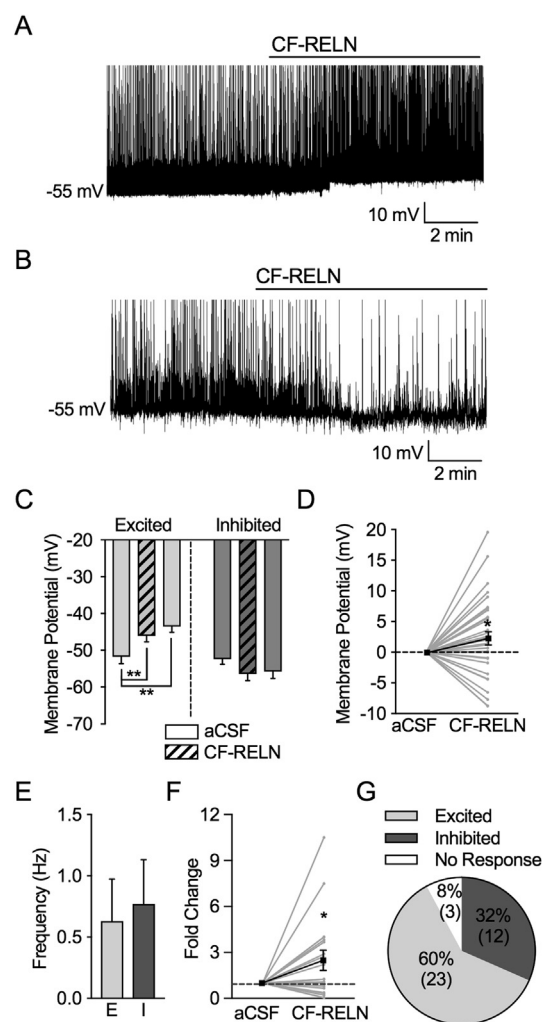 A
CF-RELN
-55 mV
10 mV
2 min
B
CF-RELN
-55 mV
10 mV
2 min
C
Excited
Inhibited
Membrane Potential (mV)
-20
-30
-40
-50
-60
-70
**
**
aCSF
CF-RELN
D
Membrane Potential (mV)
20
15
10
5
0
-5
-10
*
aCSF
CF-RELN
E
Frequency (Hz)
1.5
1.0
0.5
0.0
E
I
F
Fold Change
12
9
6
3
0
*
aCSF
CF-RELN
G
Excited
Inhibited
No Response
8%
(3)
32%
(12)
60%
(23)